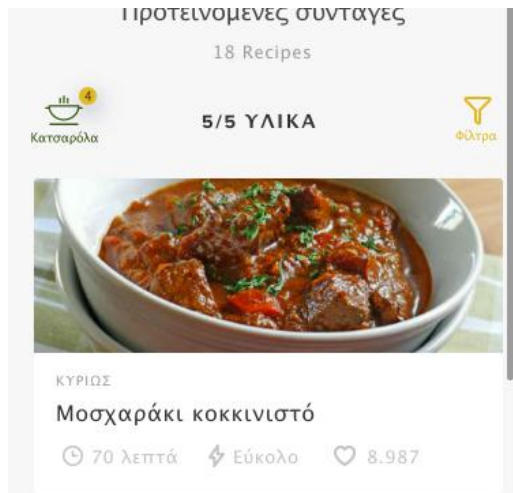 Προτεινόμενες συνταγές
18 Recipes
4
Κατσαρόλα
5/5 ΥΛΙΚΑ
Φίλτρα
ΚΥΡΙΩΣ
Μοσχαράκι κοκκινιστό
70 λεπτά Εύκολο 8.987